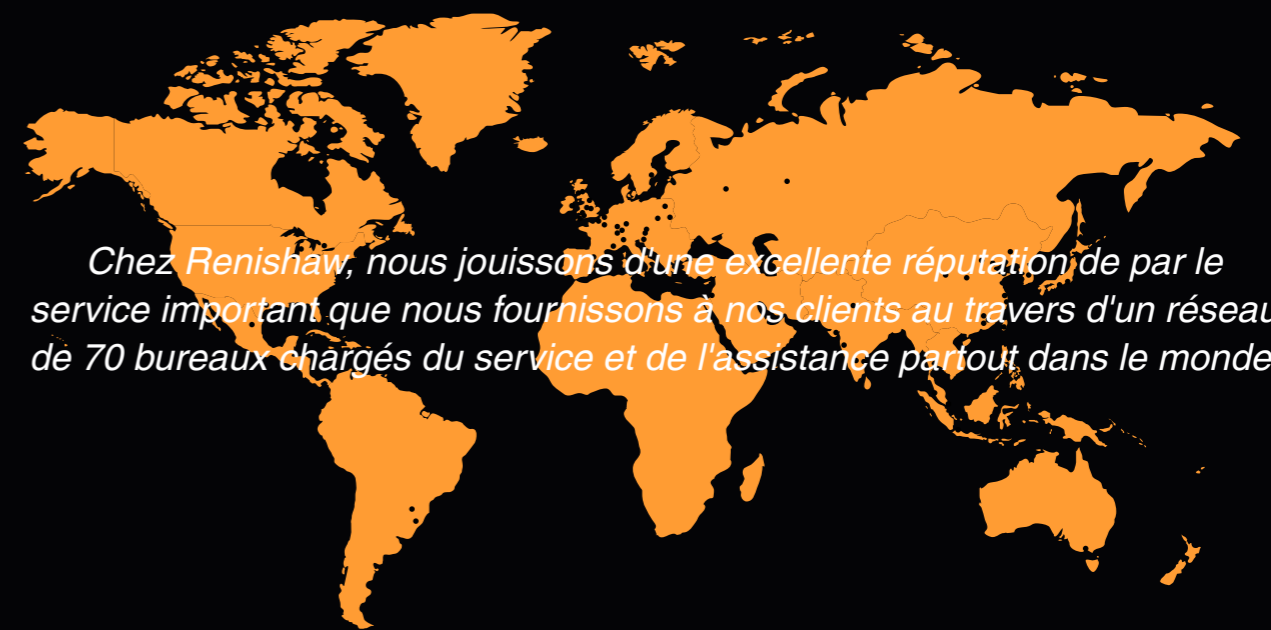 Chez Renishaw, nous jouissons d'une excellente réputation de par le
service important que nous fournissons à nos clients au travers d'un réseau
de 70 bureaux chargés du service et de l'assistance partout dans le monde